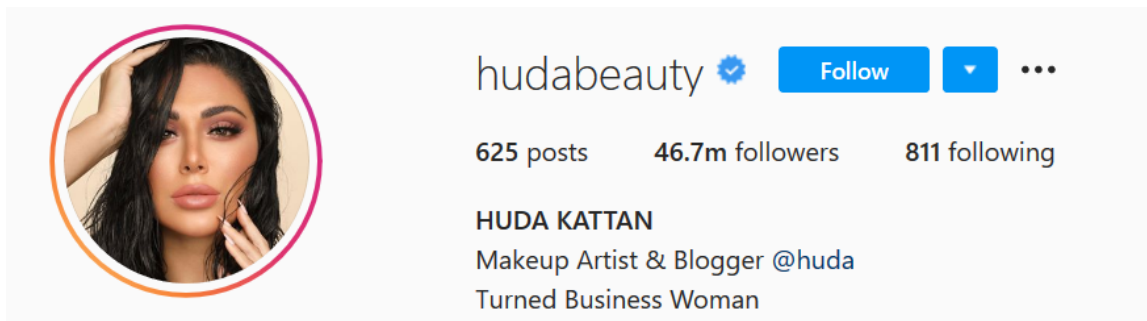 hudabeauty Follow
625 posts 46.7m followers 811 following
HUDA KATTAN
Makeup Artist & Blogger @huda
Turned Business Woman